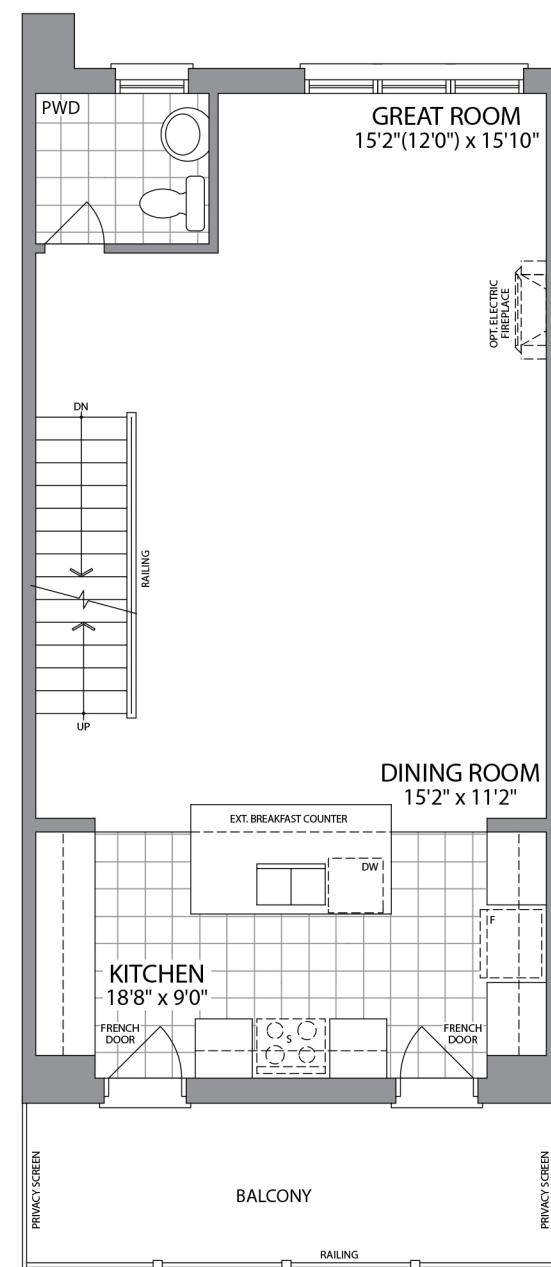 PWD
GREAT ROOM
15'2"(12'0") x 15'10"
OPT. ELECTRIC
FIREPLACE
DN
RAILING
UP
DINING ROOM
15'2" x 11'2"
EXT. BREAKFAST COUNTER
DW
F
KITCHEN
18'8" x 9'0"
FRENCH
DOOR
S
FRENCH
DOOR
PRIVACY SCREEN
BALCONY
PRIVACY SCREEN
RAILING